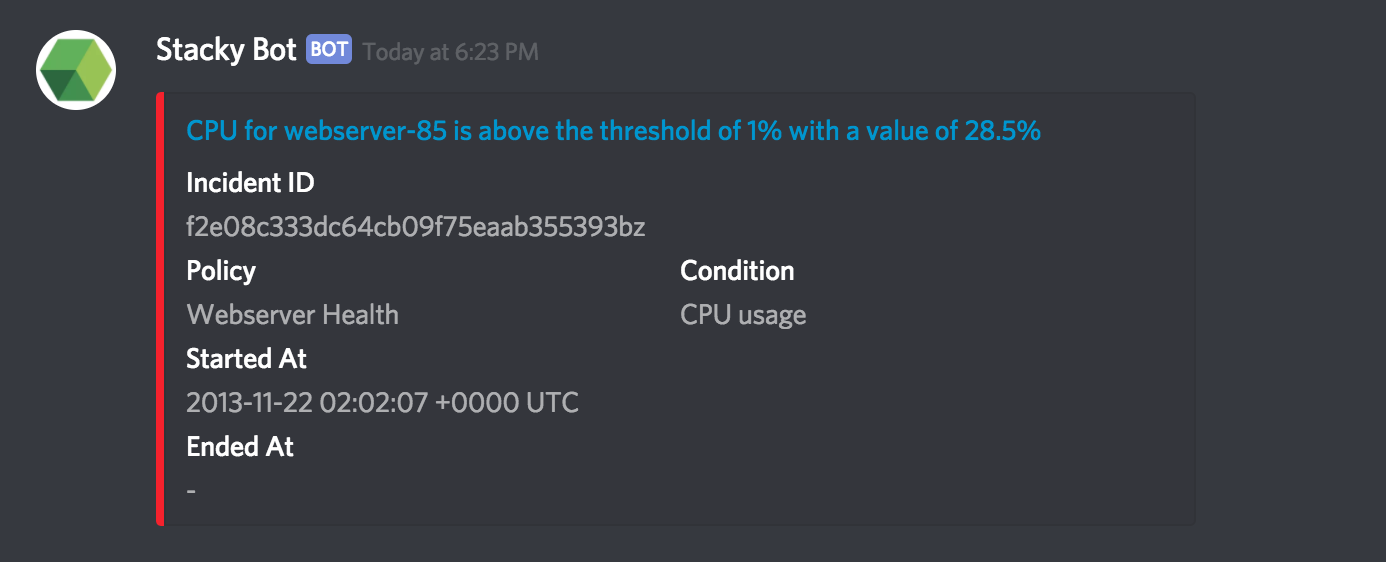 Stacky Bot BOT Today at 6:23 PM
CPU for webserver-85 is above the threshold of 1% with a value of 28.5%
Incident ID
f2e08c333dc64cb09f75eaab355393bz
Policy Condition
Webserver Health CPU usage
Started At
2013-11-22 02:02:07 +0000 UTC
Ended At
-